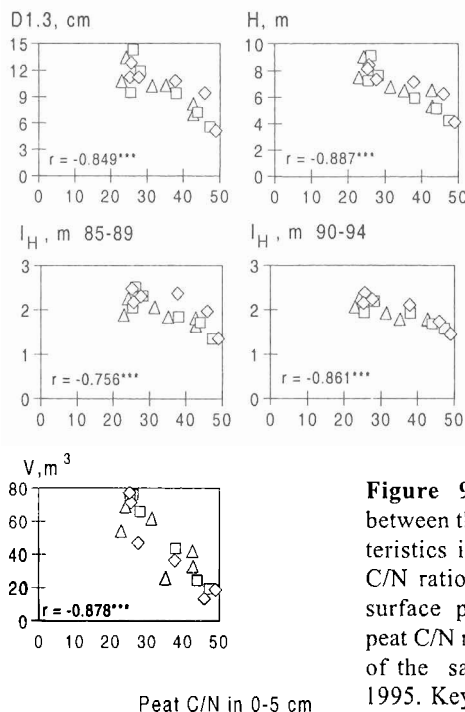 D1.3, cm
15
12
9
6
3
0
r = -0.849***
0 10 20 30 40 50
H, m
10
8
6
4
2
0
r = -0.887***
0 10 20 30 40 50
I_H, m 85-89
3
2
1
0
r = -0.756***
0 10 20 30 40 50
I_H, m 90-94
3
2
1
0
r = -0.861***
0 10 20 30 40 50
V,m³
80
60
40
20
0
r = -0.878***
0 10 20 30 40 50
Peat C/N in 0-5 cm
Figure 9
between th
teristics i
C/N ratio
surface p
peat C/N r
of the sa
1995. Key